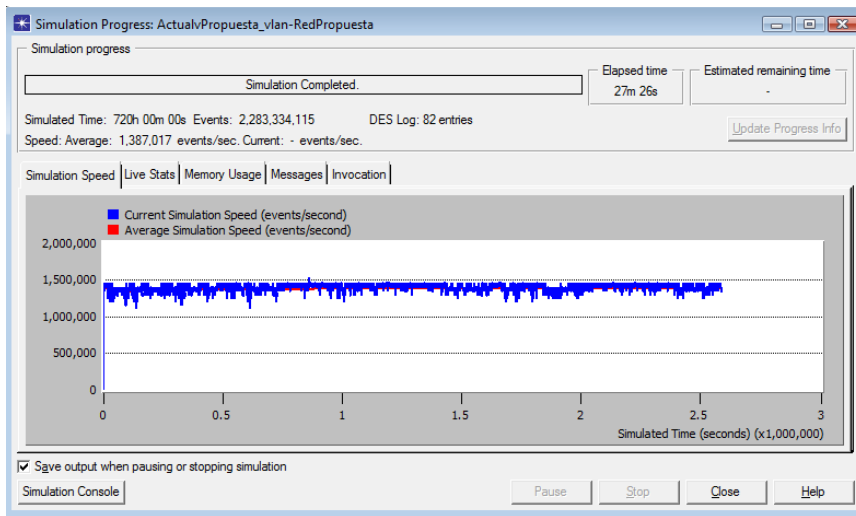 Simulation Progress: ActualvPropuesta_vlan-RedPropuesta
Simulation progress
Simulation Completed.
Elapsed time
27m 26s
Estimated remaining time
-
Simulated Time: 720h 00m 00s Events: 2,283,334,115 DES Log: 82 entries
Speed: Average: 1,387,017 events/sec. Current: - events/sec.
Update Progress Info
Simulation Speed Live Stats Memory Usage Messages Invocation
Current Simulation Speed (events/second)
Average Simulation Speed (events/second)
2,000,000
1,500,000
1,000,000
500,000
0
0 0.5 1 1.5 2 2.5 3
Simulated Time (seconds) (x1,000,000)
Save output when pausing or stopping simulation
Simulation Console Pause Stop Close Help